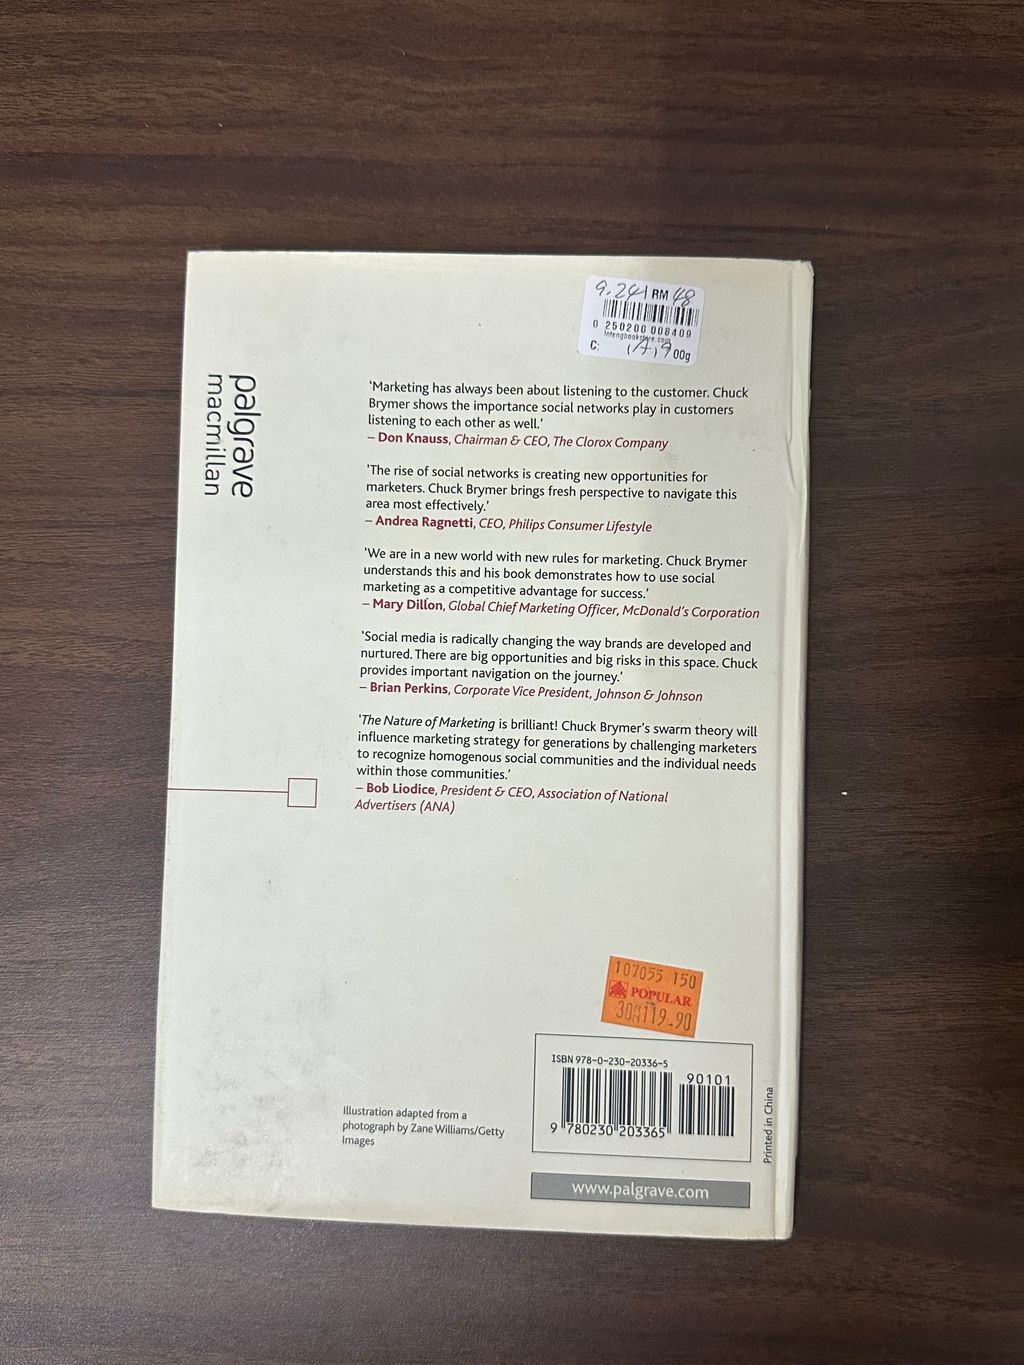 9.24 RM 48
0 250200 008409
C: (A) 900g
palgrave
macmillan
'Marketing has always been about listening to the customer. Chuck
Brymer shows the importance social networks play in customers
listening to each other as well.'
– Don Knauss, Chairman & CEO, The Clorox Company
'The rise of social networks is creating new opportunities for
marketers. Chuck Brymer brings fresh perspective to navigate this
area most effectively.'
– Andrea Ragnetti, CEO, Philips Consumer Lifestyle
'We are in a new world with new rules for marketing. Chuck Brymer
understands this and his book demonstrates how to use social
marketing as a competitive advantage for success.'
– Mary Dillon, Global Chief Marketing Officer, McDonald's Corporation
'Social media is radically changing the way brands are developed and
nurtured. There are big opportunities and big risks in this space. Chuck
provides important navigation on the journey.'
– Brian Perkins, Corporate Vice President, Johnson & Johnson
'The Nature of Marketing is brilliant! Chuck Brymer's swarm theory will
influence marketing strategy for generations by challenging marketers
to recognize homogenous social communities and the individual needs
within those communities.'
– Bob Liodice, President & CEO, Association of National
Advertisers (ANA)
107055 150
POPULAR
119.90
ISBN 978-0-230-20336-5
90101
9 780230 203365
Printed in China
Illustration adapted from a
photograph by Zane Williams/Getty
Images
www.palgrave.com